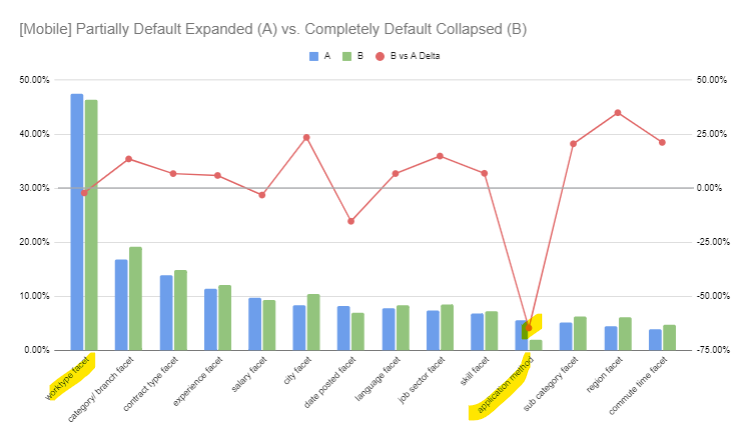 [Mobile] Partially Default Expanded (A) vs. Completely Default Collapsed (B)
A B B vs A Delta
50.00% 50.00%
40.00% 25.00%
30.00% 0.00%
20.00% -25.00%
10.00% -50.00%
0.00% -75.00%
worktype facet
category/ branch facet
contract type facet
experience facet
salary facet
city facet
date posted facet
language facet
job sector facet
skill facet
application method
sub category facet
region facet
commute time facet